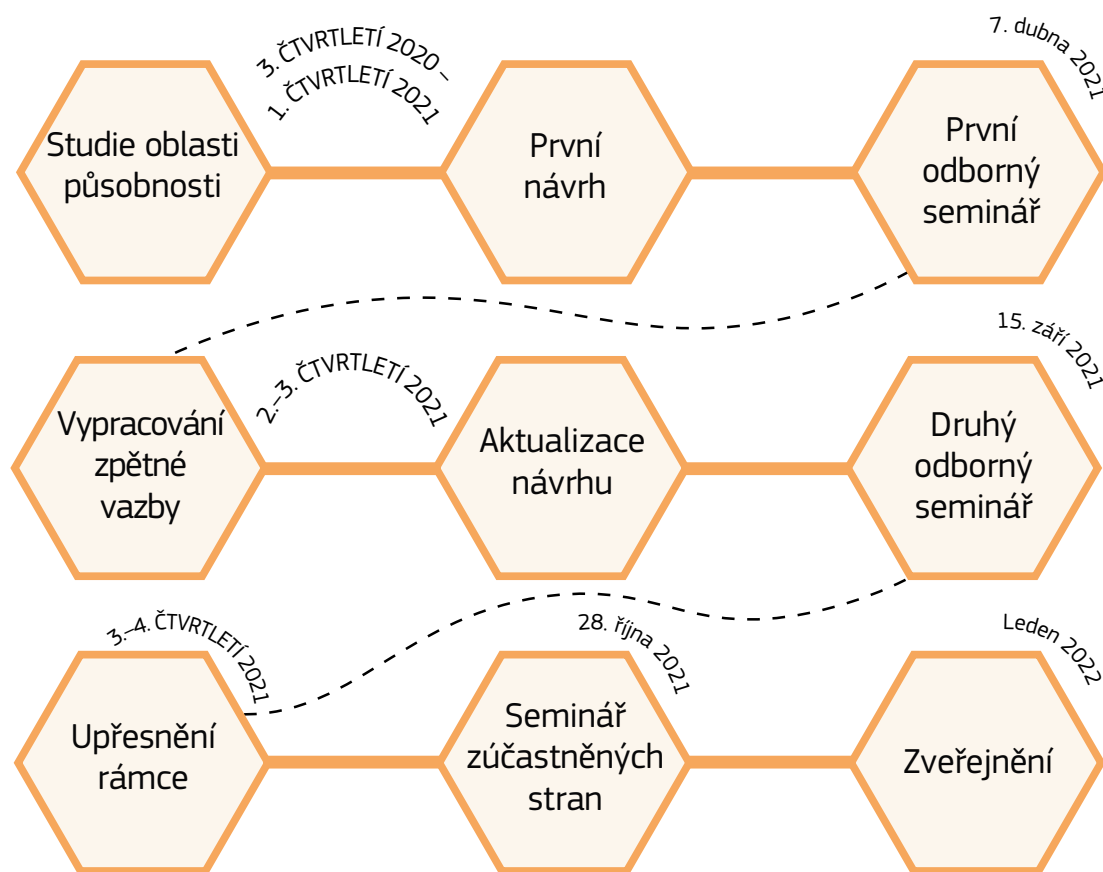 Studie oblasti
působnosti
3. ČTVRTLETÍ 2020 –
1. ČTVRTLETÍ 2021
První
návrh
7. dubna 2021
První
odborný
seminář
Vypracování
zpětné
vazby
2.–3. ČTVRTLETÍ 2021
Aktualizace
návrhu
15. září 2021
Druhý
odborný
seminář
3.–4. ČTVRTLETÍ 2021
Upřesnění
rámce
28. října 2021
Seminář
zúčastněných
stran
Leden 2022
Zveřejnění